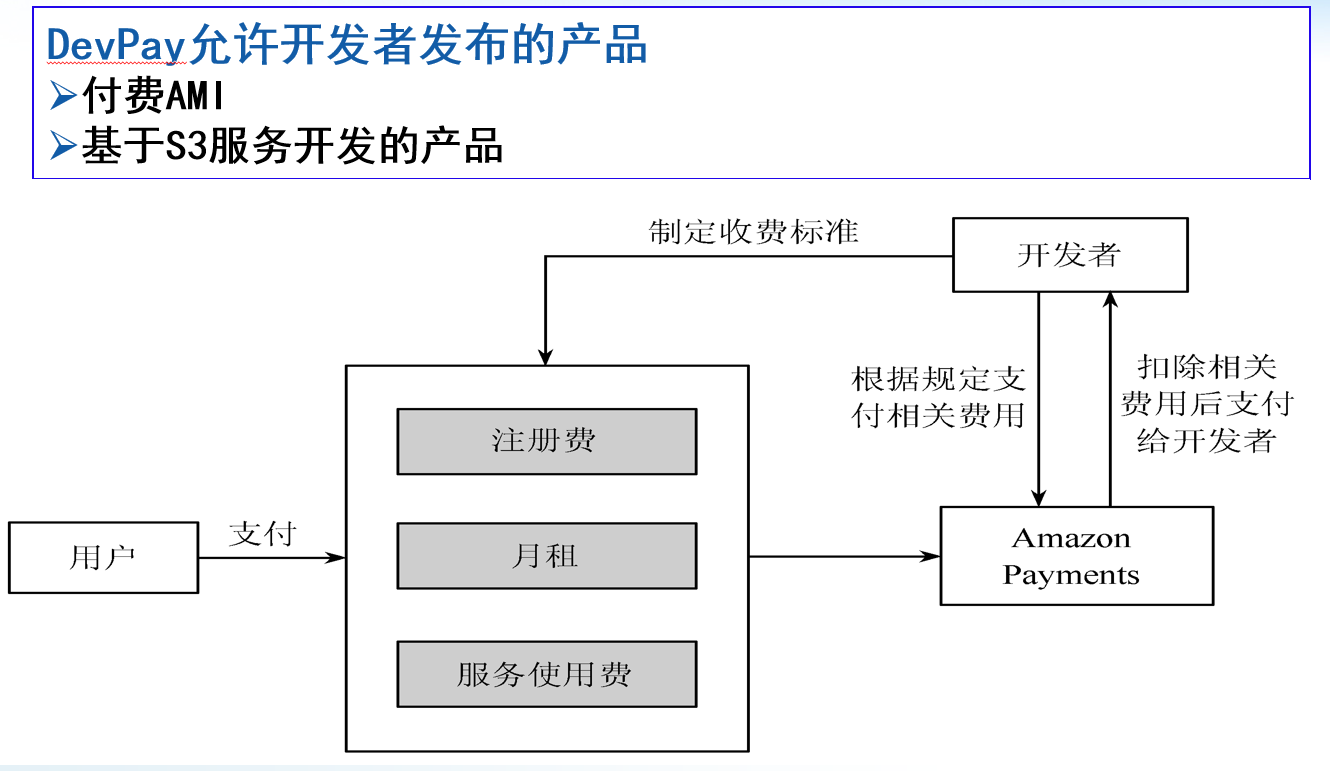 DevPay允许开发者发布的产品
付费AMI
基于S3服务开发的产品
制定收费标准
开发者
根据规定支
付相关费用
扣除相关
费用后支付
给开发者
注册费
用户
支付
月租
Amazon
Payments
服务使用费